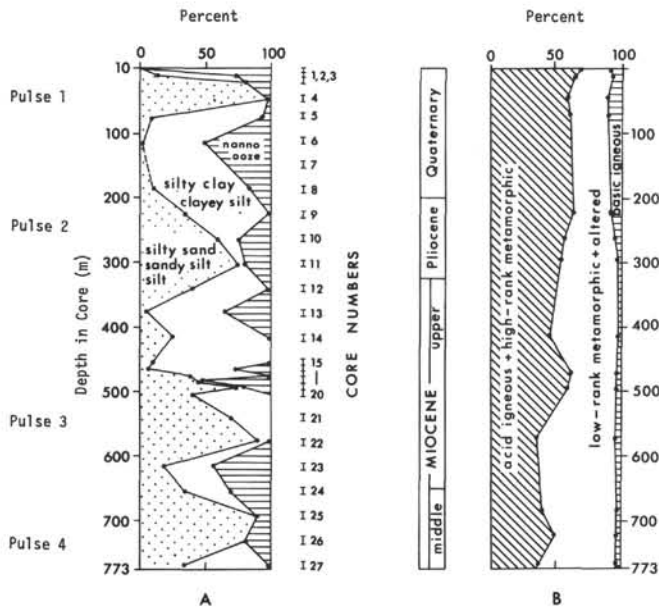 Percent
Percent
0 50 100
0 50 100
10
Pulse 1
100
200
Pulse 2
300
400
500
Pulse 3
600
700
Pulse 4
773
Depth in Core (m)
nanno
ooze
silty clay
clayey silt
silty sand
sandy silt
silt
1,2,3
4
5
6
7
8
9
10
11
12
13
14
15
20
21
22
23
24
25
26
27
CORE NUMBERS
Quaternary
Pliocene
MIOCENE
upper
middle
acid igneous + high-rank metamorphic
low-rank metamorphic + altered
basic igneous
100
200
300
400
500
600
700
773
A
B